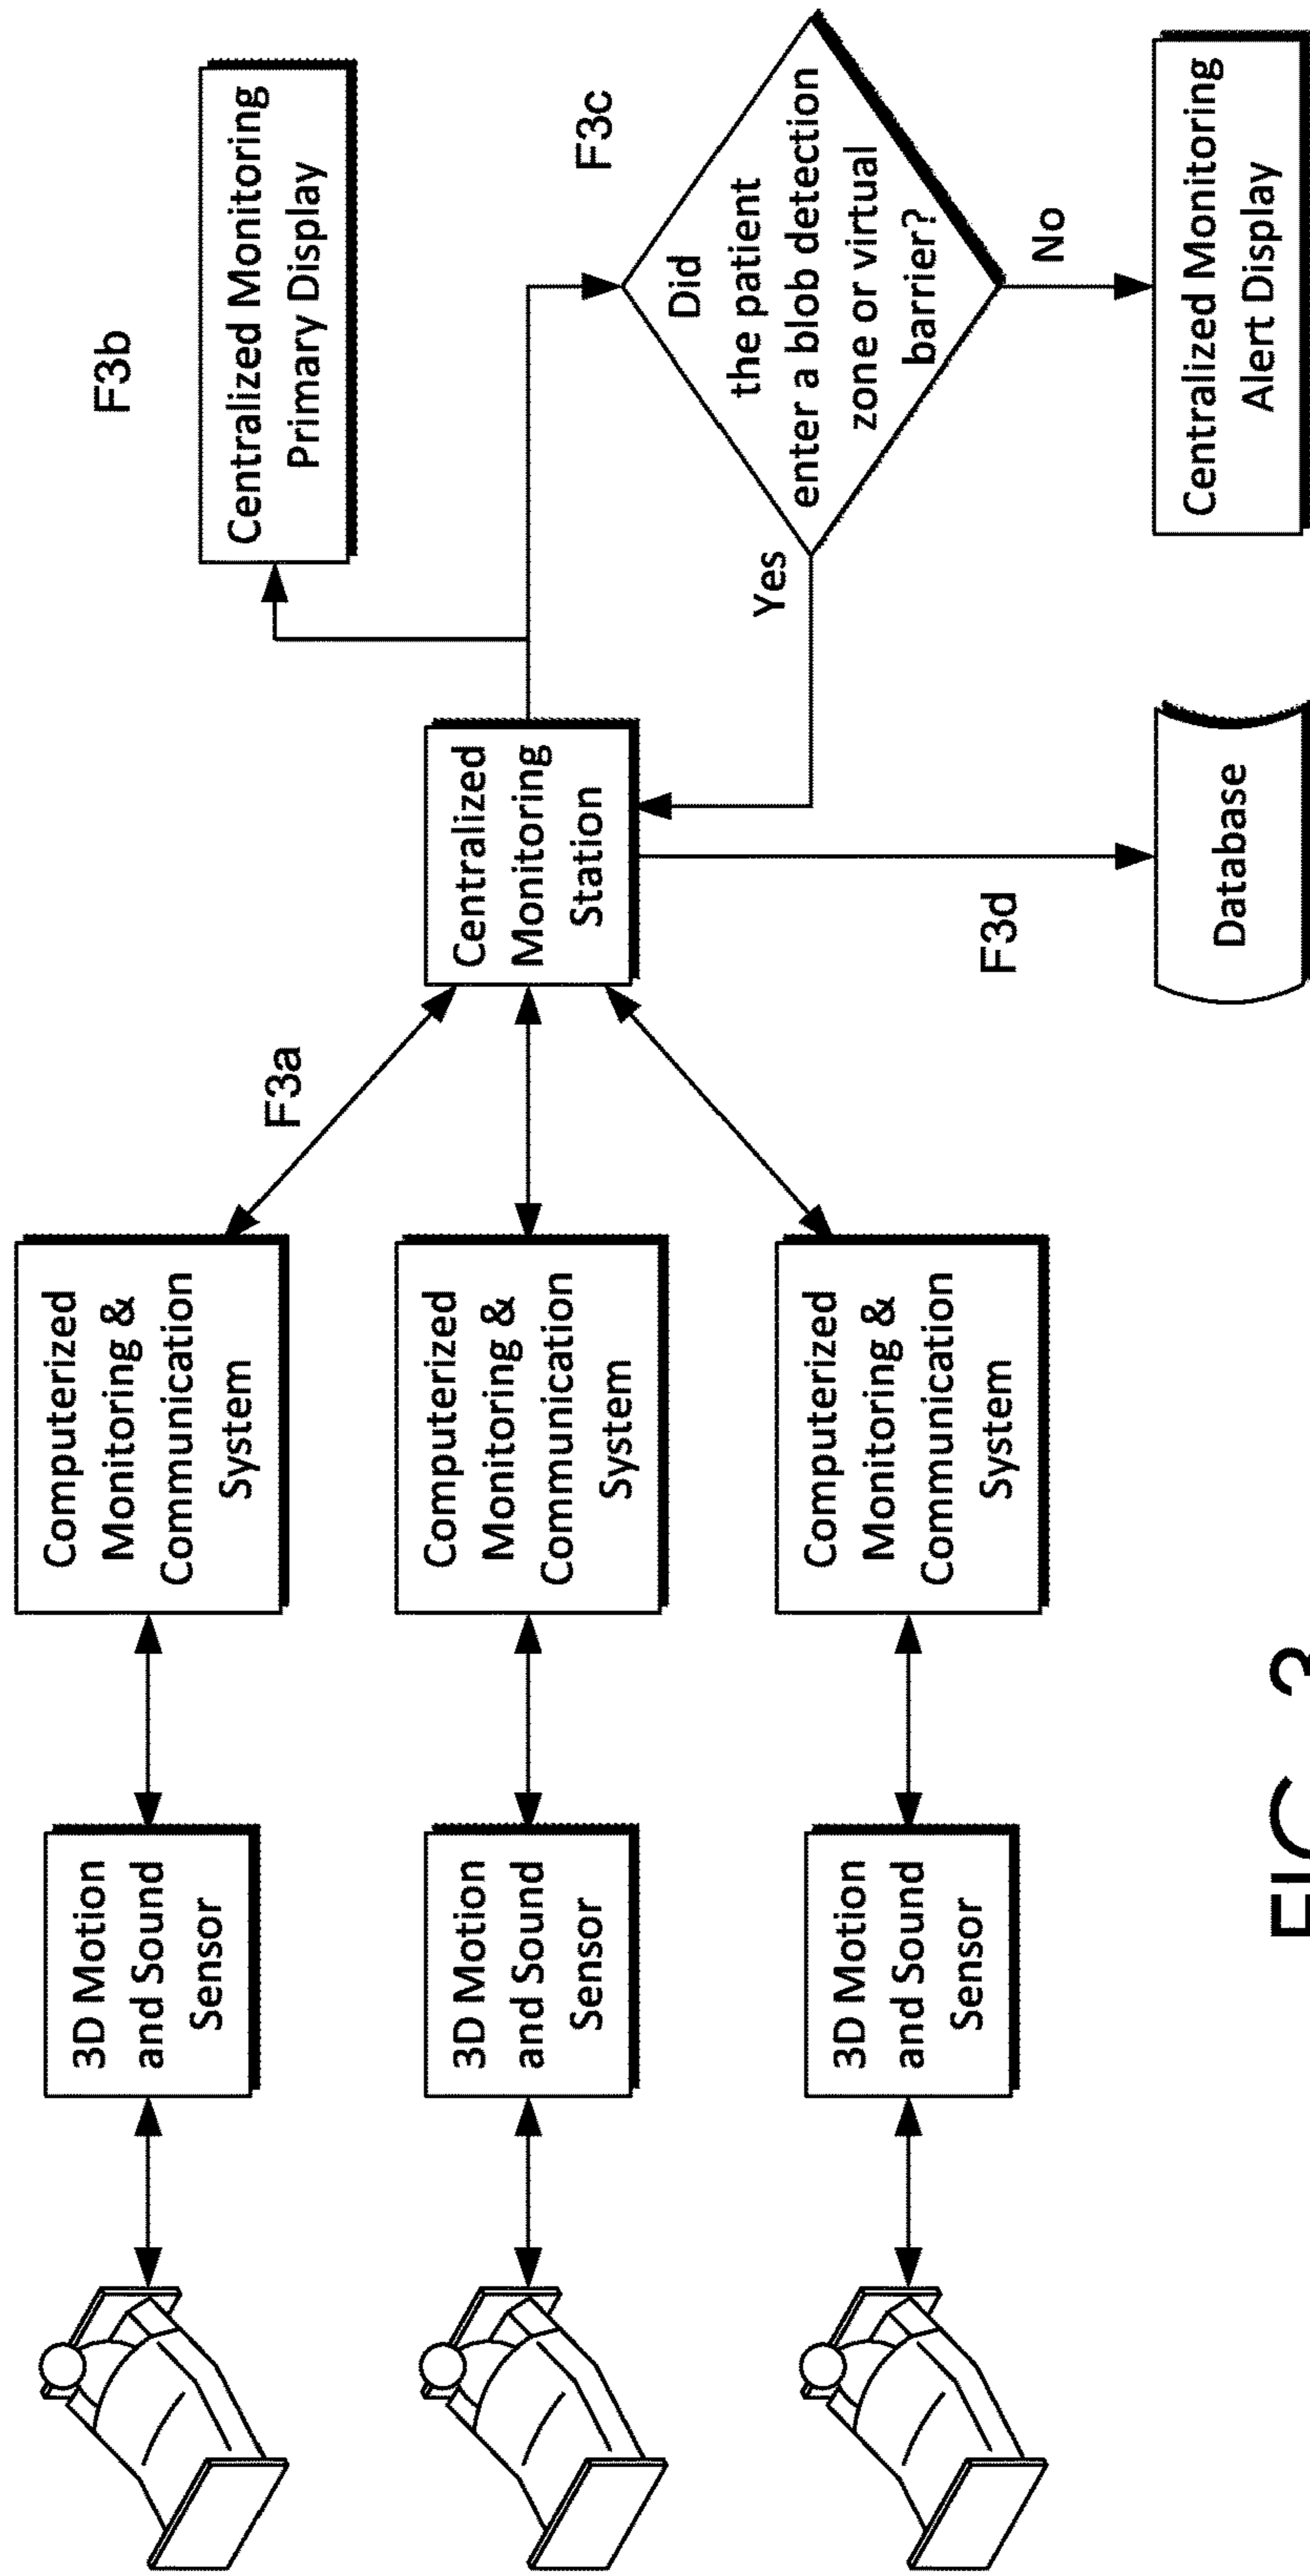 3D Motion
and Sound
Sensor
Computerized
Monitoring &
Communication
System
F3a
F3b
Centralized Monitoring
Primary Display
3D Motion
and Sound
Sensor
Computerized
Monitoring &
Communication
System
Centralized
Monitoring
Station
F3c
Did
the patient
enter a blob detection
zone or virtual
barrier?
Yes
No
3D Motion
and Sound
Sensor
Computerized
Monitoring &
Communication
System
F3d
Database
Centralized Monitoring
Alert Display
FIG. 3